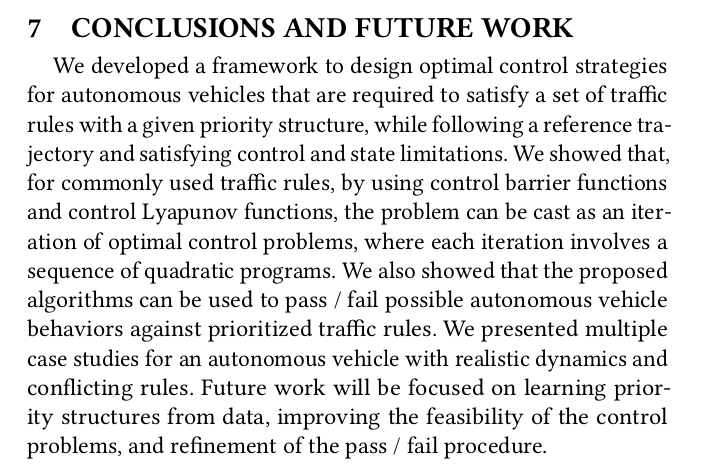 7 CONCLUSIONS AND FUTURE WORK
We developed a framework to design optimal control strategies
for autonomous vehicles that are required to satisfy a set of traffic
rules with a given priority structure, while following a reference tra-
jectory and satisfying control and state limitations. We showed that,
for commonly used traffic rules, by using control barrier functions
and control Lyapunov functions, the problem can be cast as an iter-
ation of optimal control problems, where each iteration involves a
sequence of quadratic programs. We also showed that the proposed
algorithms can be used to pass / fail possible autonomous vehicle
behaviors against prioritized traffic rules. We presented multiple
case studies for an autonomous vehicle with realistic dynamics and
conflicting rules. Future work will be focused on learning prior-
ity structures from data, improving the feasibility of the control
problems, and refinement of the pass / fail procedure.